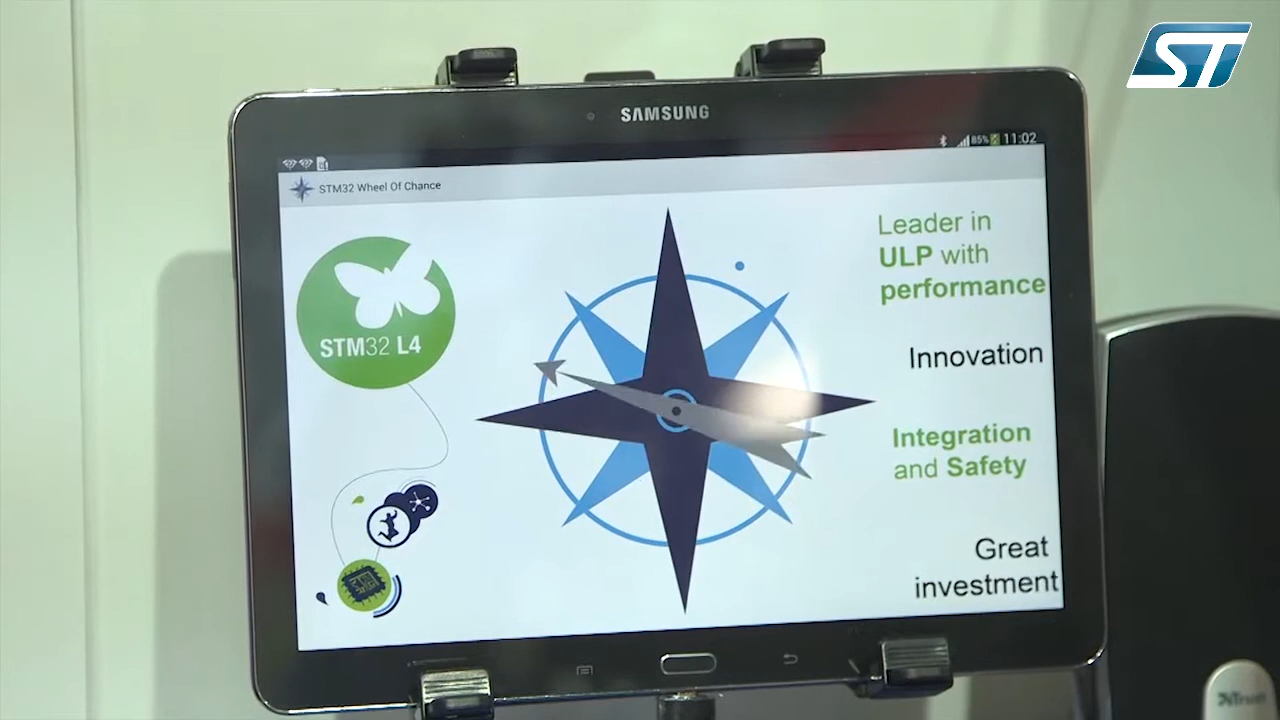 ST
SAMSUNG
85% 11:02
STM32 Wheel Of Chance
STM32 L4
Leader in
ULP with
performance
Innovation
Integration
and Safety
Great
investment
Trust